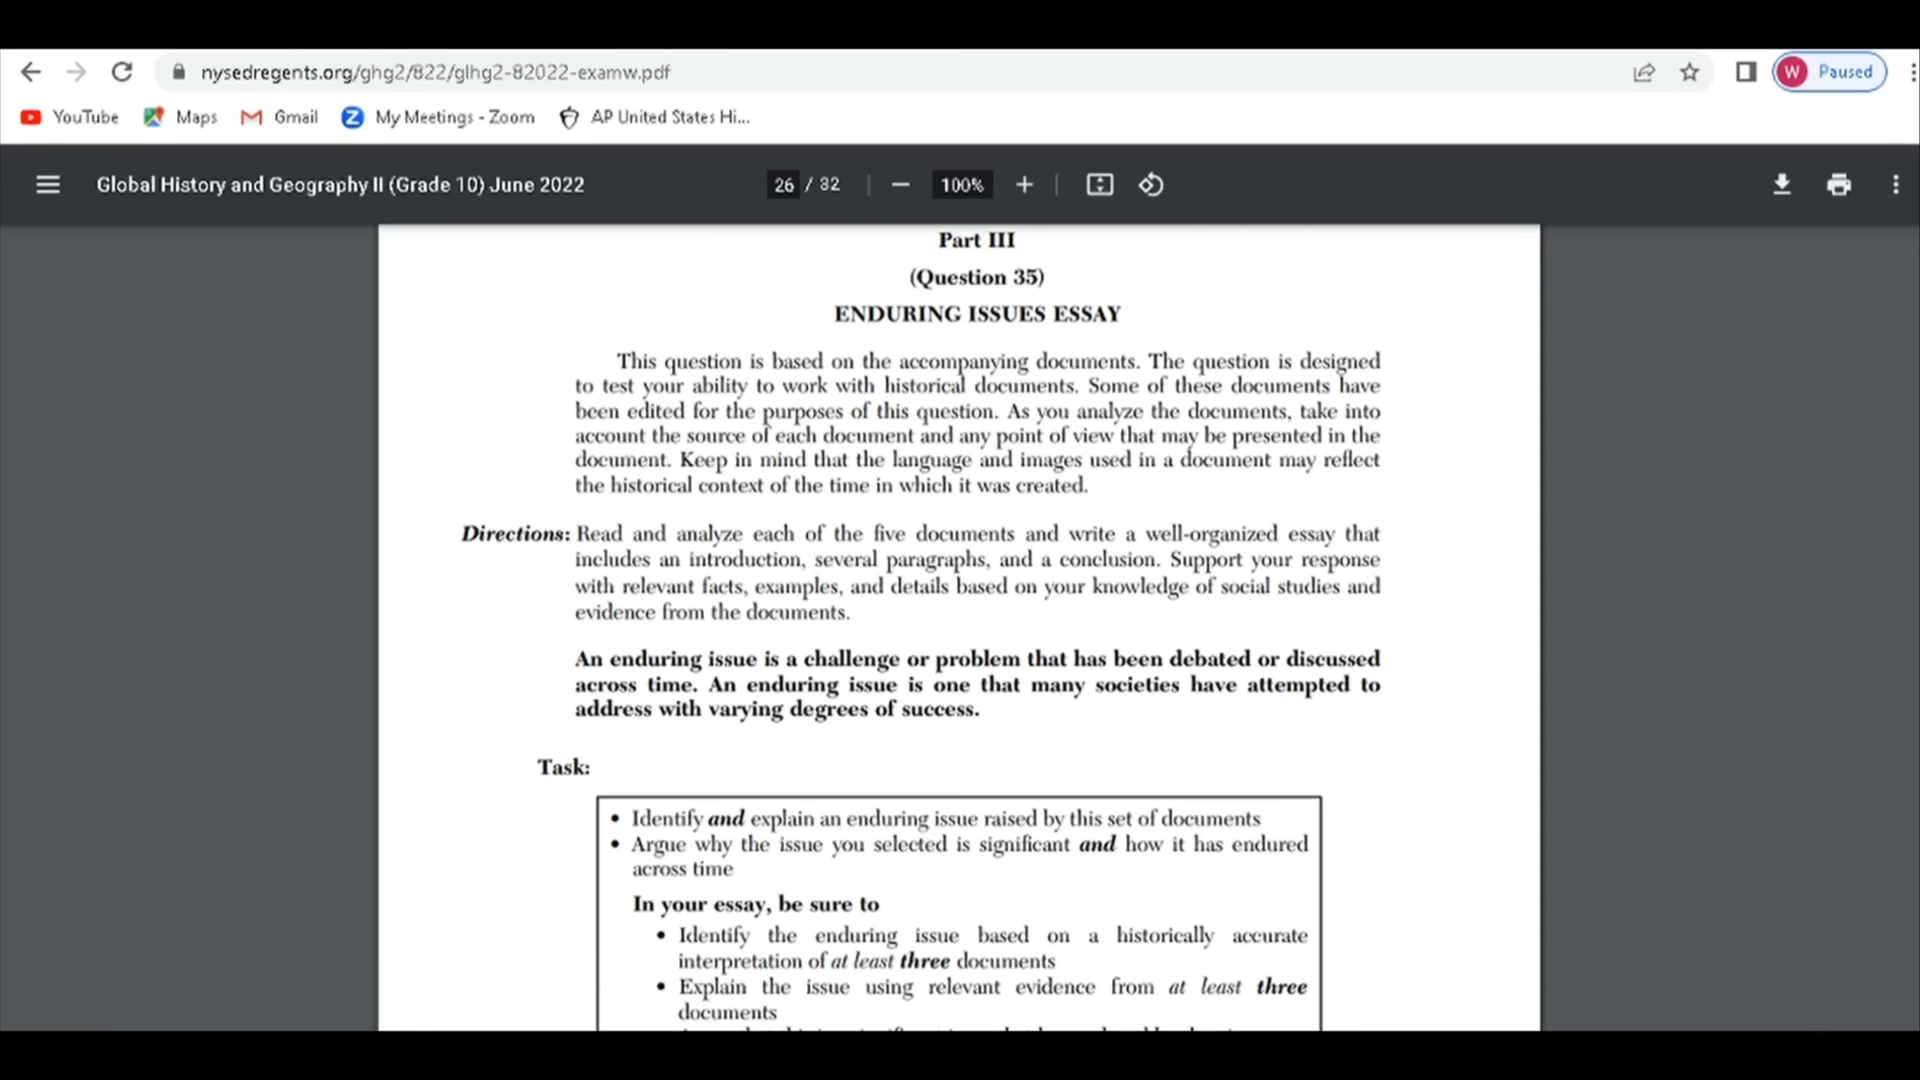 nysedregents.org/ghg2/822/glhg2-82022-examw.pdf
W Paused
YouTube Maps Gmail My Meetings - Zoom AP United States Hi...
Global History and Geography II (Grade 10) June 2022 26 / 32 100%
Part III
(Question 35)
ENDURING ISSUES ESSAY
This question is based on the accompanying documents. The question is designed
to test your ability to work with historical documents. Some of these documents have
been edited for the purposes of this question. As you analyze the documents, take into
account the source of each document and any point of view that may be presented in the
document. Keep in mind that the language and images used in a document may reflect
the historical context of the time in which it was created.
Directions: Read and analyze each of the five documents and write a well-organized essay that
includes an introduction, several paragraphs, and a conclusion. Support your response
with relevant facts, examples, and details based on your knowledge of social studies and
evidence from the documents.
An enduring issue is a challenge or problem that has been debated or discussed
across time. An enduring issue is one that many societies have attempted to
address with varying degrees of success.
Task:
• Identify and explain an enduring issue raised by this set of documents
• Argue why the issue you selected is significant and how it has endured
across time
In your essay, be sure to
• Identify the enduring issue based on a historically accurate
interpretation of at least three documents
• Explain the issue using relevant evidence from at least three
documents